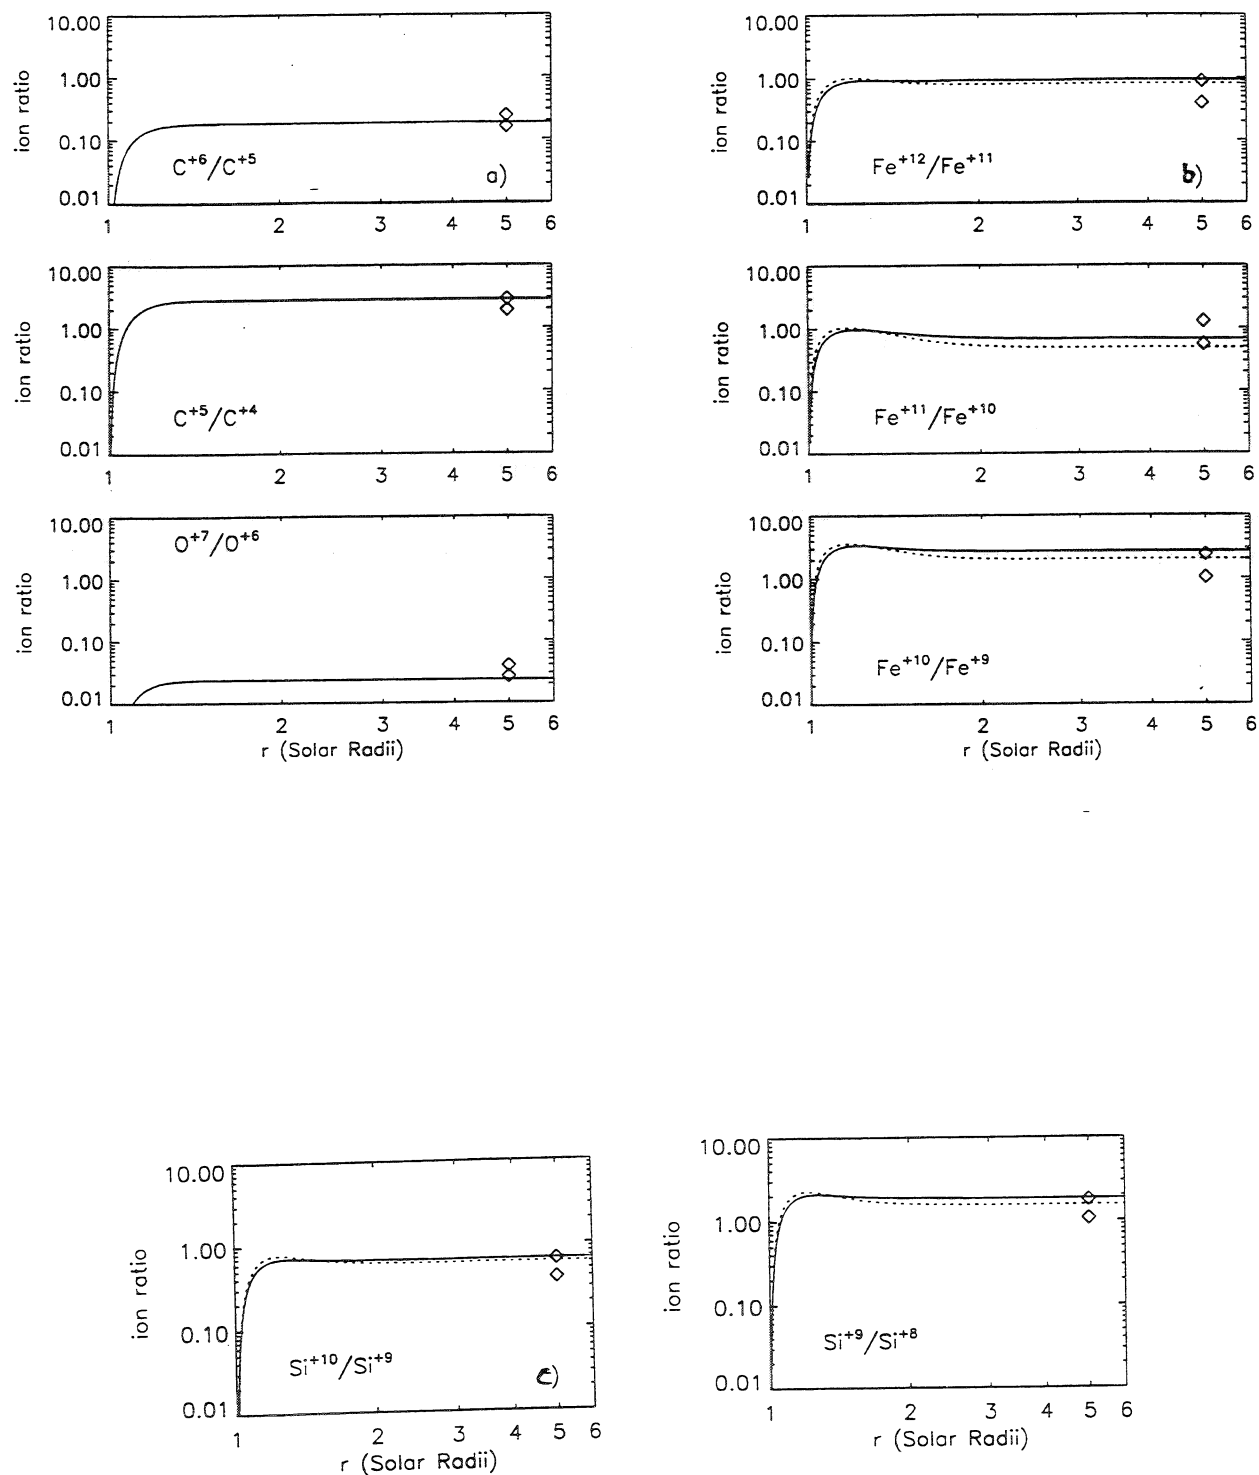 10.00
1.00
0.10
0.01
ion ratio
C+6/C+5
a)
1 2 3 4 5 6
10.00
1.00
0.10
0.01
ion ratio
C+5/C+4
1 2 3 4 5 6
10.00
1.00
0.10
0.01
ion ratio
O+7/O+6
1 2 3 4 5 6
r (Solar Radii)
10.00
1.00
0.10
0.01
ion ratio
Fe+12/Fe+11
b)
1 2 3 4 5 6
10.00
1.00
0.10
0.01
ion ratio
Fe+11/Fe+10
1 2 3 4 5 6
10.00
1.00
0.10
0.01
ion ratio
Fe+10/Fe+9
1 2 3 4 5 6
r (Solar Radii)
10.00
1.00
0.10
0.01
ion ratio
Si+10/Si+9
c)
1 2 3 4 5 6
r (Solar Radii)
10.00
1.00
0.10
0.01
ion ratio
Si+9/Si+8
1 2 3 4 5 6
r (Solar Radii)